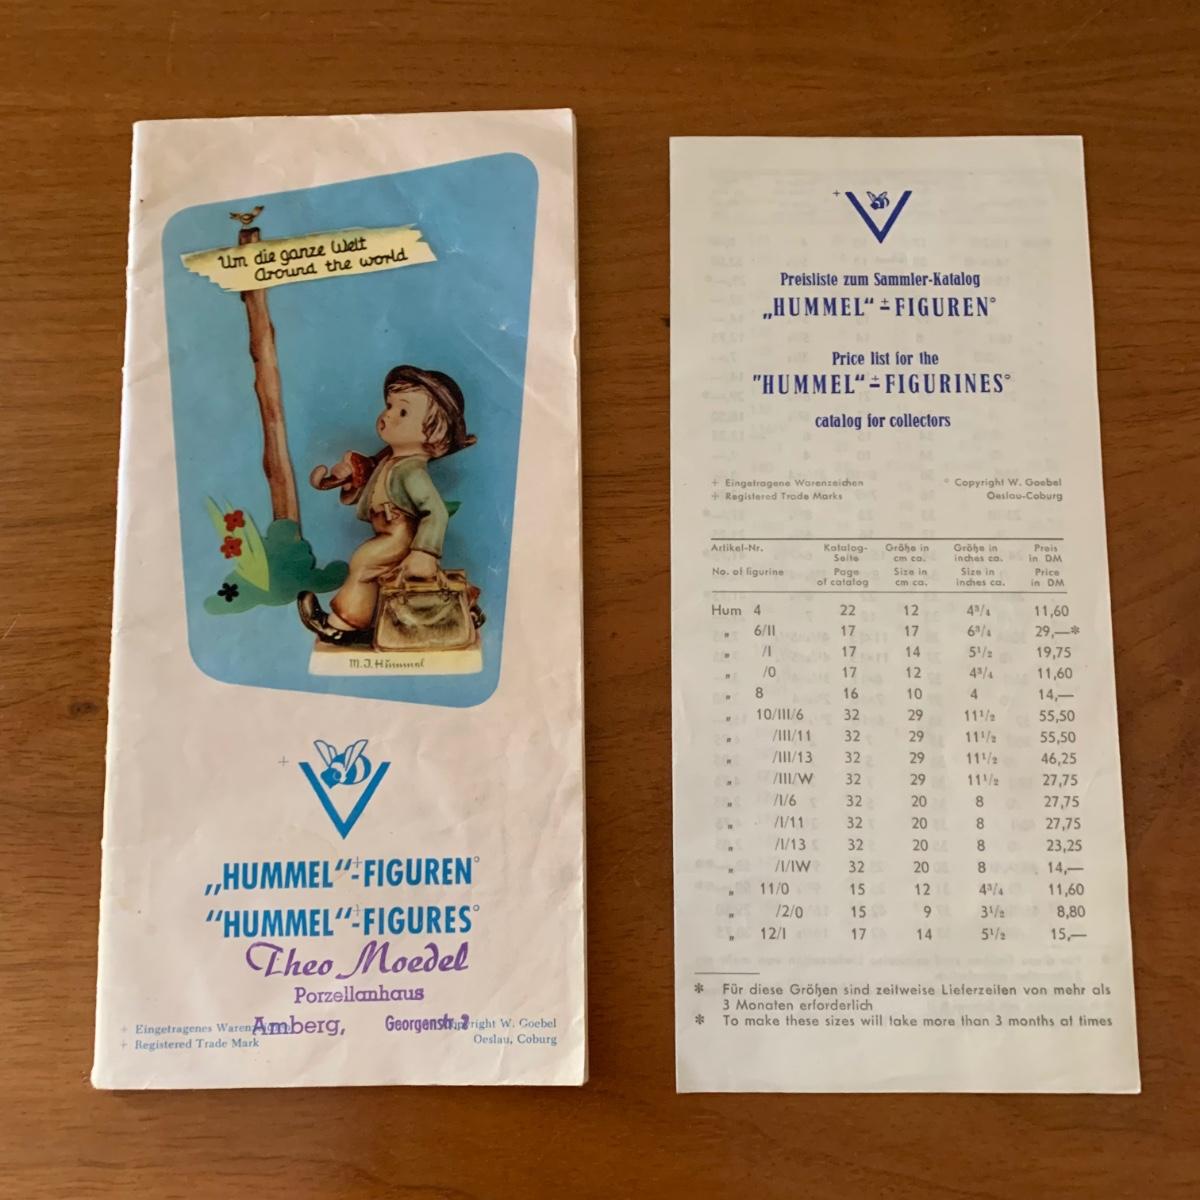 Um die ganze Welt
Around the world
M.J. Hummel
+
„HUMMEL“+-FIGUREN°
“HUMMEL“+-FIGURES°
Theo Moedel
Porzellanhaus
Amberg, Georgenstr. 2
+ Eingetragenes Warenzeichen
+ Registered Trade Mark
° Copyright W. Goebel
Oeslau, Coburg
+
Preisliste zum Sammler-Katalog
„HUMMEL“+-FIGUREN°
Price list for the
"HUMMEL“+-FIGURINES°
catalog for collectors
+ Eingetragene Warenzeichen
+ Registered Trade Marks
° Copyright W. Goebel
Oeslau-Coburg
Artikel-Nr. Katalog-Seite Größe in cm ca. Größe in inches ca. Preis in DM
No. of figurine Page of catalog Size in cm ca. Size in inches ca. Price in DM
Hum 4 22 12 4³/₄ 11,60
„ 6/II 17 17 6³/₄ 29,—*
„ /I 17 14 5¹/₂ 19,75
„ /0 17 12 4³/₄ 11,60
„ 8 16 10 4 14,—
„ 10/III/6 32 29 11¹/₂ 55,50
„ /III/11 32 29 11¹/₂ 55,50
„ /III/13 32 29 11¹/₂ 46,25
„ /III/W 32 29 11¹/₂ 27,75
„ /I/6 32 20 8 27,75
„ /I/11 32 20 8 27,75
„ /I/13 32 20 8 23,25
„ /I/IW 32 20 8 14,—
„ 11/0 15 12 4³/₄ 11,60
„ /2/0 15 9 3¹/₂ 8,80
„ 12/I 17 14 5¹/₂ 15,—
* Für diese Größen sind zeitweise Lieferzeiten von mehr als
3 Monaten erforderlich
* To make these sizes will take more than 3 months at times